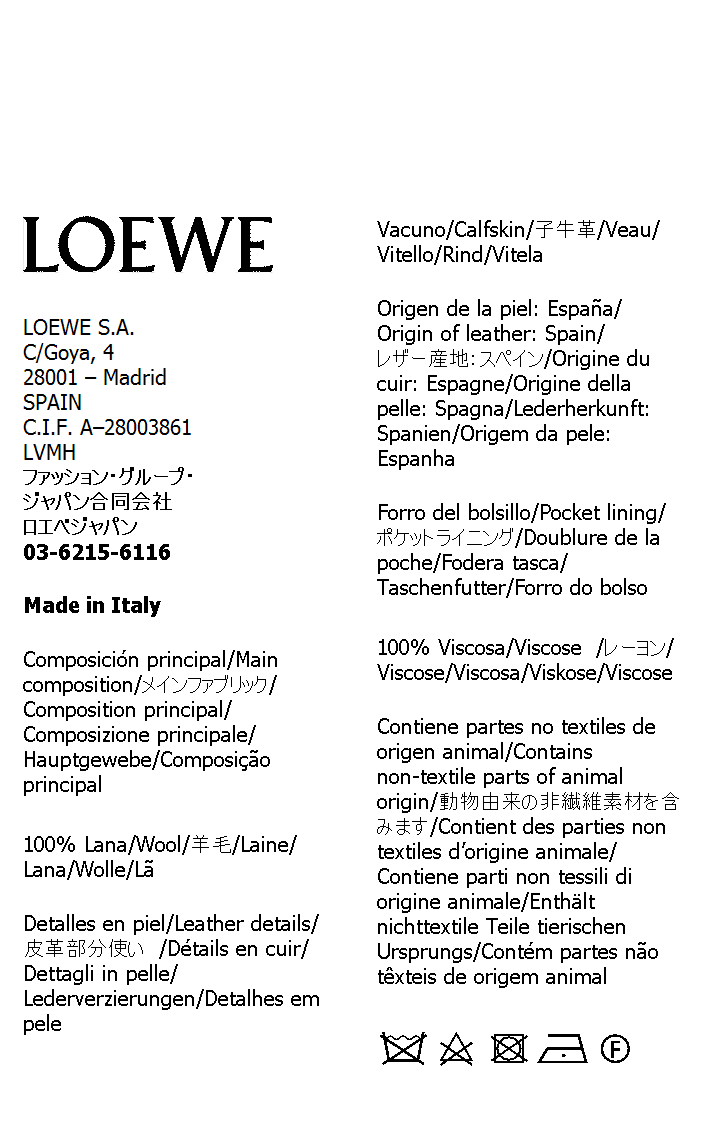 LOEWE
LOEWE S.A.
C/Goya, 4
28001 – Madrid
SPAIN
C.I.F. A–28003861
LVMH
ファッション・グループ・
ジャパン合同会社
ロエベジャパン
03-6215-6116
Made in Italy
Composición principal/Main
composition/メインファブリック/
Composition principal/
Composizione principale/
Hauptgewebe/Composição
principal
100% Lana/Wool/羊毛/Laine/
Lana/Wolle/Lã
Detalles en piel/Leather details/
皮革部分使い /Détails en cuir/
Dettagli in pelle/
Lederverzierungen/Detalhes em
pele
Vacuno/Calfskin/子牛革/Veau/
Vitello/Rind/Vitela
Origen de la piel: España/
Origin of leather: Spain/
レザー産地：スペイン/Origine du
cuir: Espagne/Origine della
pelle: Spagna/Lederherkunft:
Spanien/Origem da pele:
Espanha
Forro del bolsillo/Pocket lining/
ポケットライニング/Doublure de la
poche/Fodera tasca/
Taschenfutter/Forro do bolso
100% Viscosa/Viscose /レーヨン/
Viscose/Viscosa/Viskose/Viscose
Contiene partes no textiles de
origen animal/Contains
non-textile parts of animal
origin/動物由来の非繊維素材を含
みます/Contient des parties non
textiles d’origine animale/
Contiene parti non tessili di
origine animale/Enthält
nichttextile Teile tierischen
Ursprungs/Contém partes não
têxteis de origem animal
F